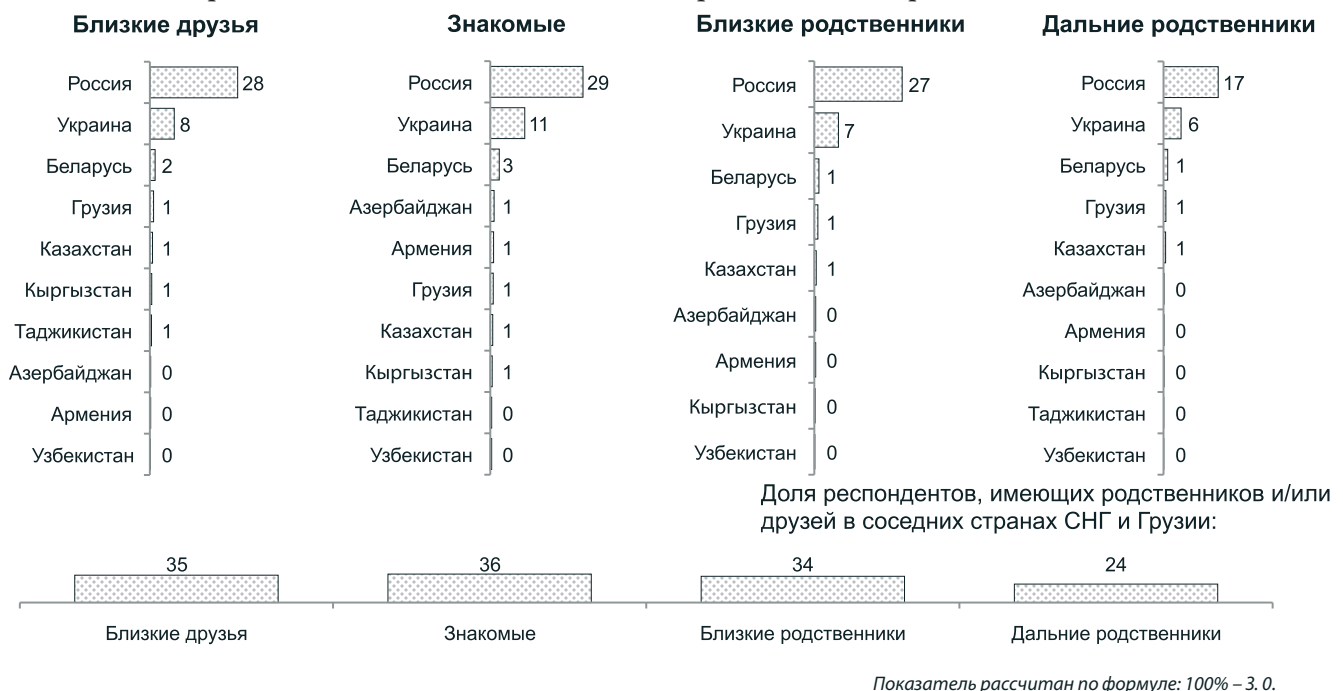 Близкие друзья
Россия 28
Украина 8
Беларусь 2
Грузия 1
Казахстан 1
Кыргызстан 1
Таджикистан 1
Азербайджан 0
Армения 0
Узбекистан 0
Знакомые
Россия 29
Украина 11
Беларусь 3
Азербайджан 1
Армения 1
Грузия 1
Казахстан 1
Кыргызстан 1
Таджикистан 0
Узбекистан 0
Близкие родственники
Россия 27
Украина 7
Беларусь 1
Грузия 1
Казахстан 1
Азербайджан 0
Армения 0
Кыргызстан 0
Узбекистан 0
Дальние родственники
Россия 17
Украина 6
Беларусь 1
Грузия 1
Казахстан 1
Азербайджан 0
Армения 0
Кыргызстан 0
Таджикистан 0
Узбекистан 0
Доля респондентов, имеющих родственников и/или
друзей в соседних странах СНГ и Грузии:
35 36 34 24
Близкие друзья Знакомые Близкие родственники Дальние родственники
Показатель рассчитан по формуле: 100% – 3. 0.